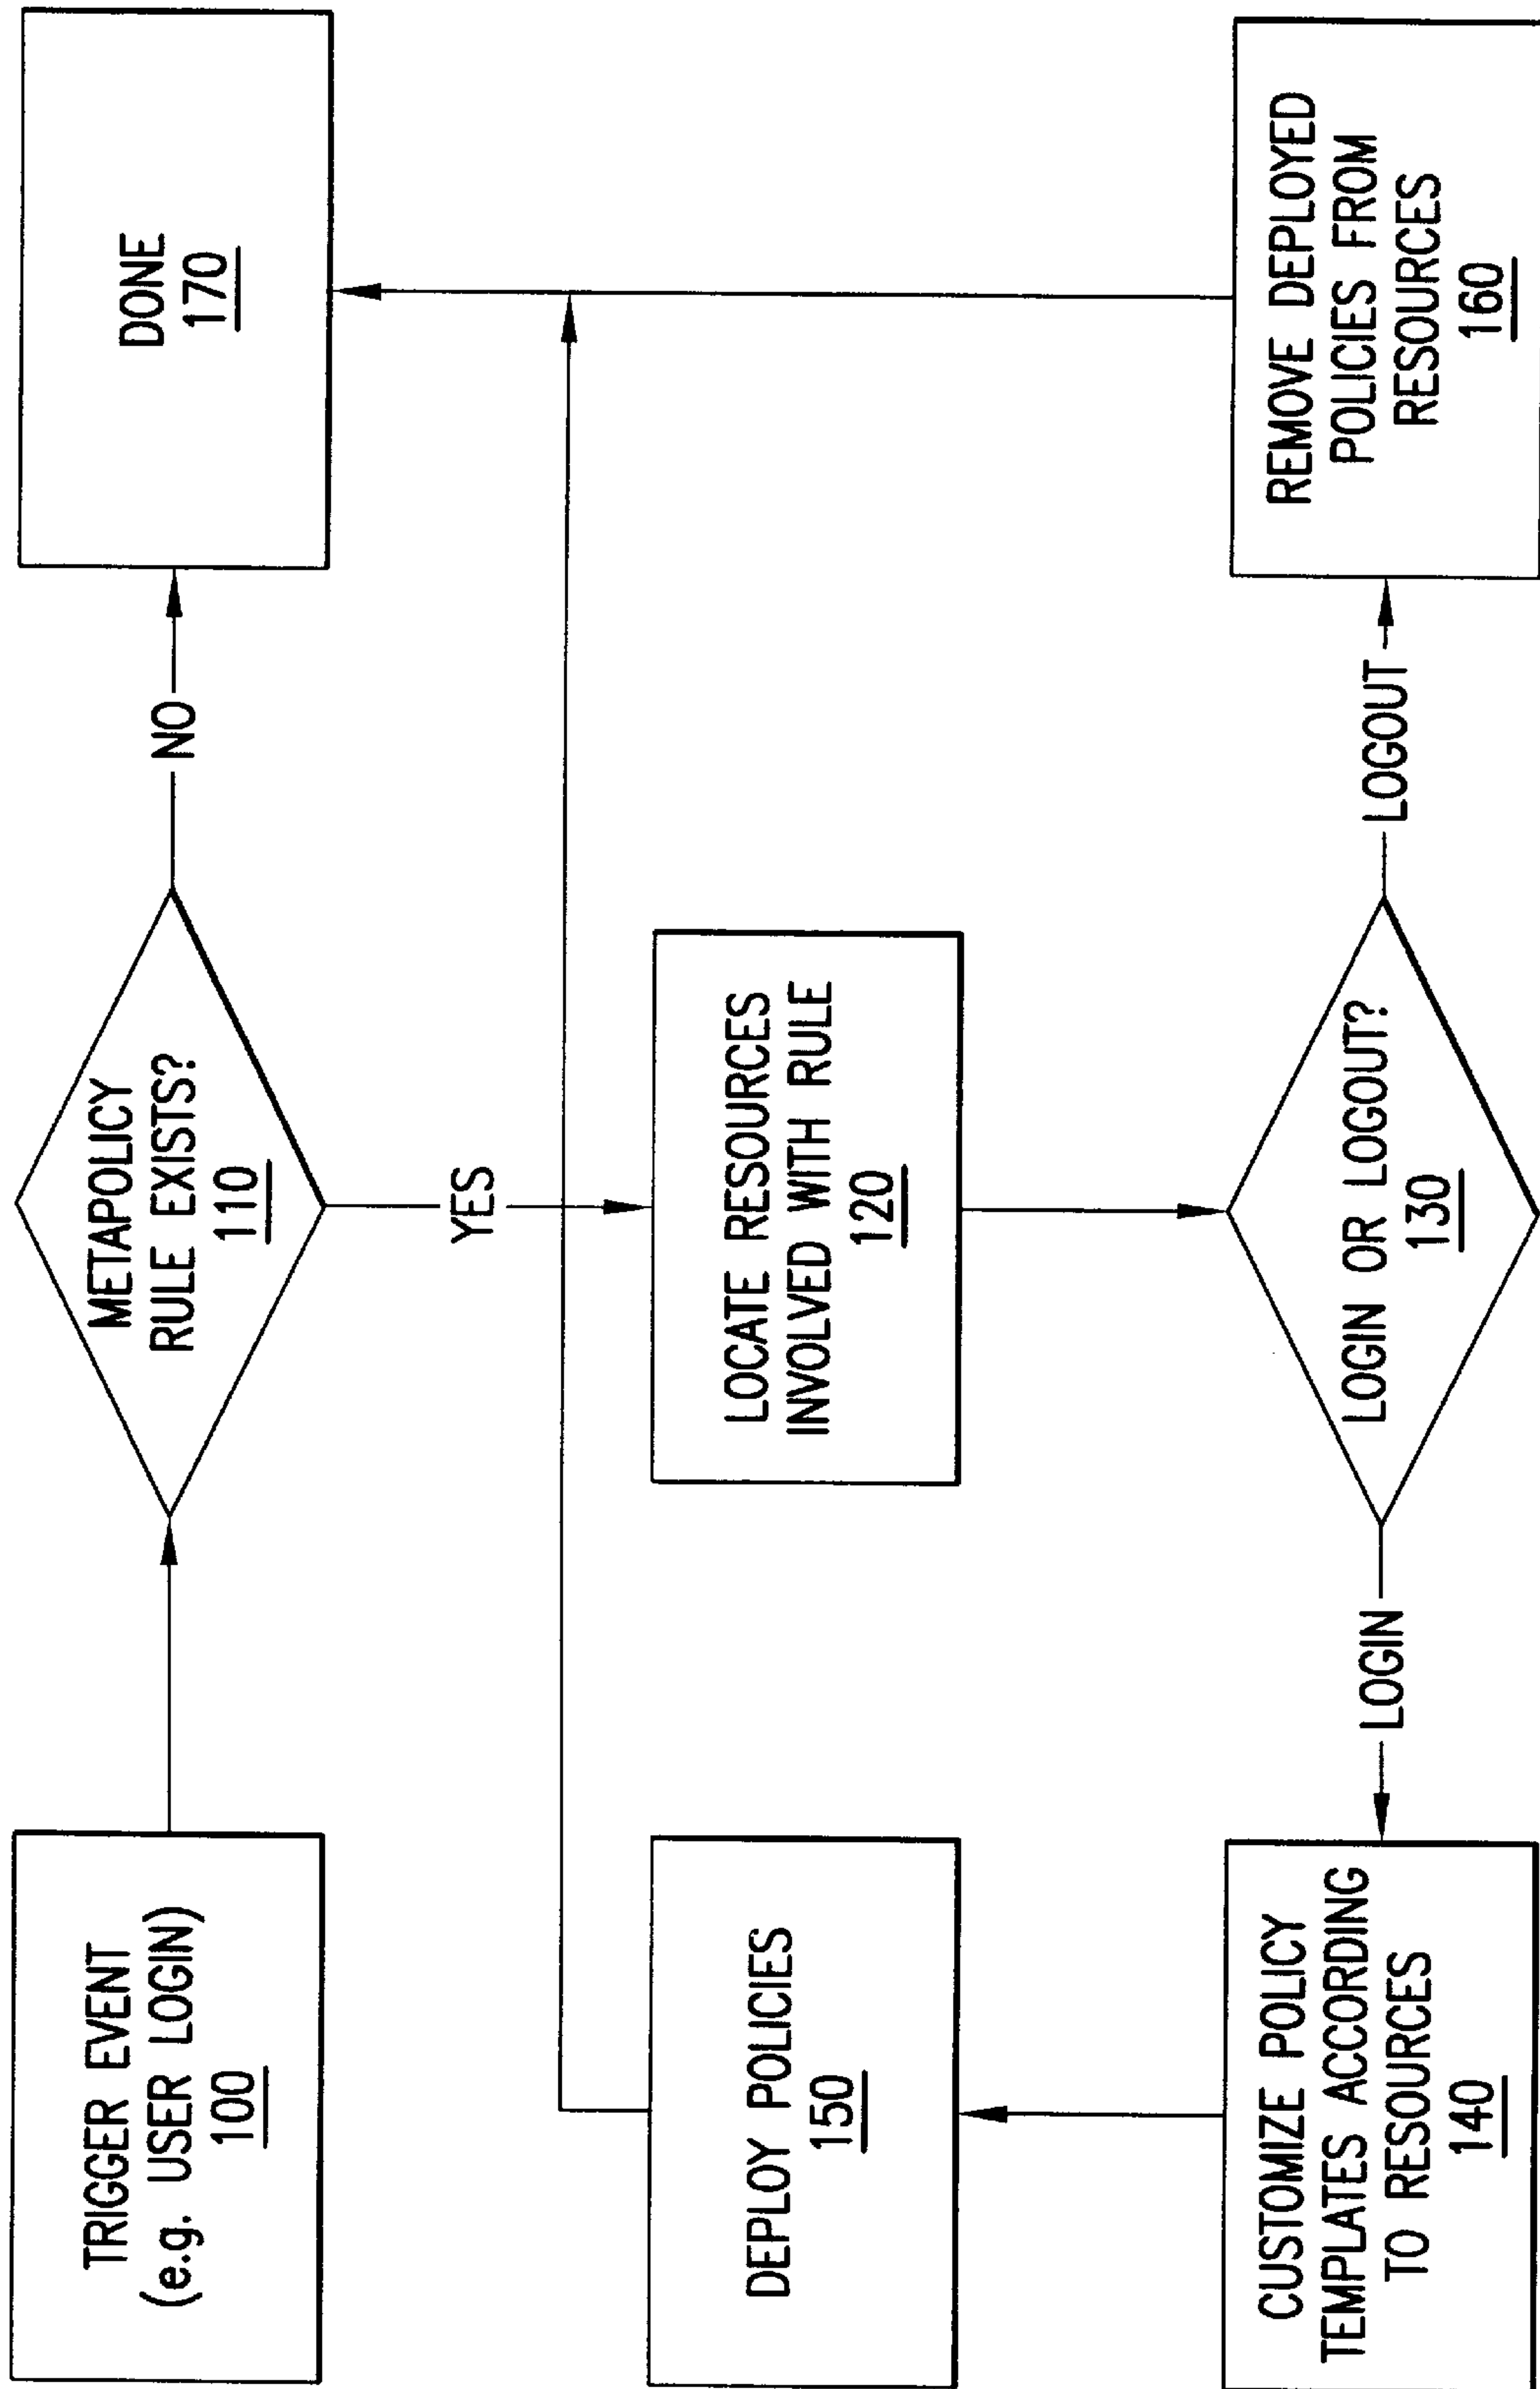 TRIGGER EVENT
(e.g. USER LOGIN)
100
METAPOLICY
RULE EXISTS?
110
NO
DONE
170
YES
DEPLOY POLICIES
150
LOCATE RESOURCES
INVOLVED WITH RULE
120
CUSTOMIZE POLICY
TEMPLATES ACCORDING
TO RESOURCES
140
LOGIN
LOGIN OR LOGOUT?
130
LOGOUT
REMOVE DEPLOYED
POLICIES FROM
RESOURCES
160